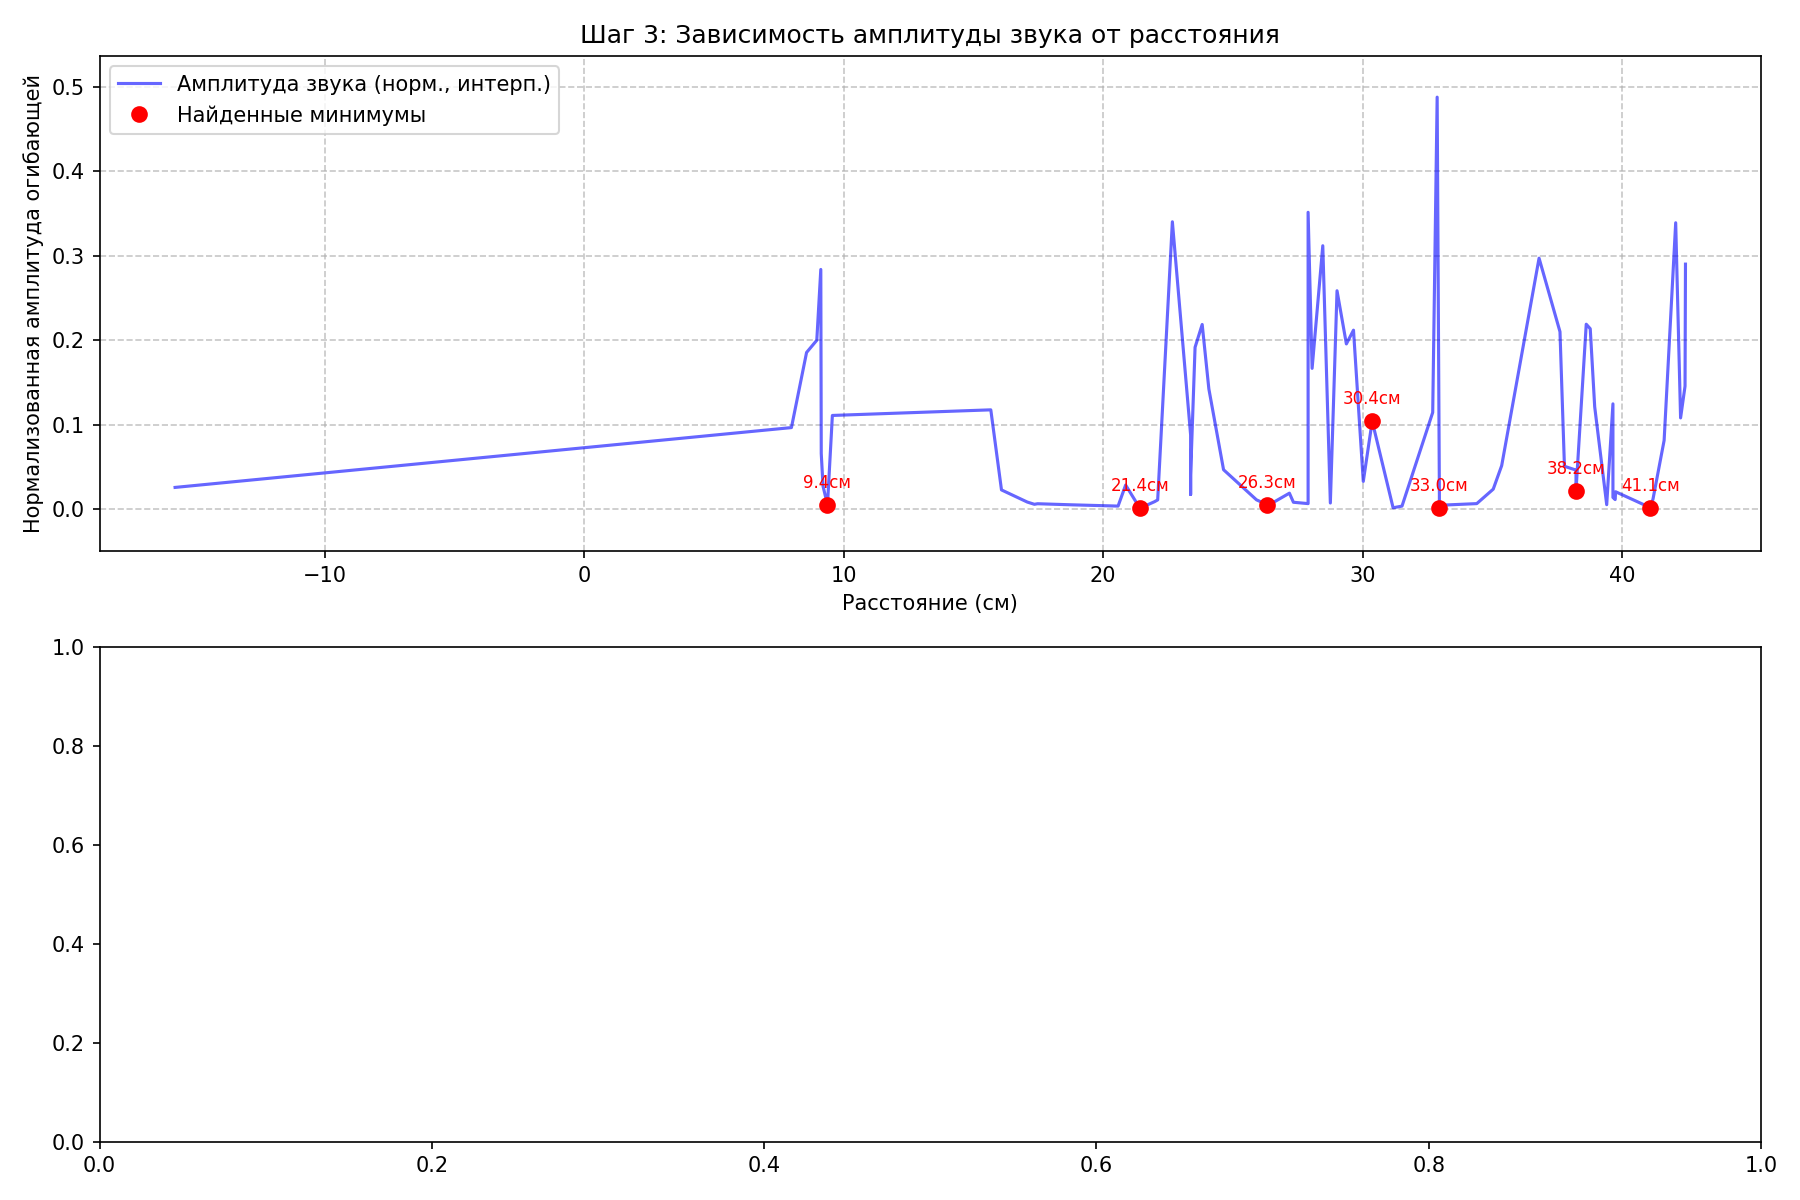 Шаг 3: Зависимость амплитуды звука от расстояния
Нормализованная амплитуда огибающей
Амплитуда звука (норм., интерп.)
Найденные минимумы
0.5
0.4
0.3
0.2
0.1
0.0
9.4см
21.4см
26.3см
30.4см
33.0см
38.2см
41.1см
−10
0
10
20
30
40
Расстояние (см)
1.0
0.8
0.6
0.4
0.2
0.0
0.0
0.2
0.4
0.6
0.8
1.0